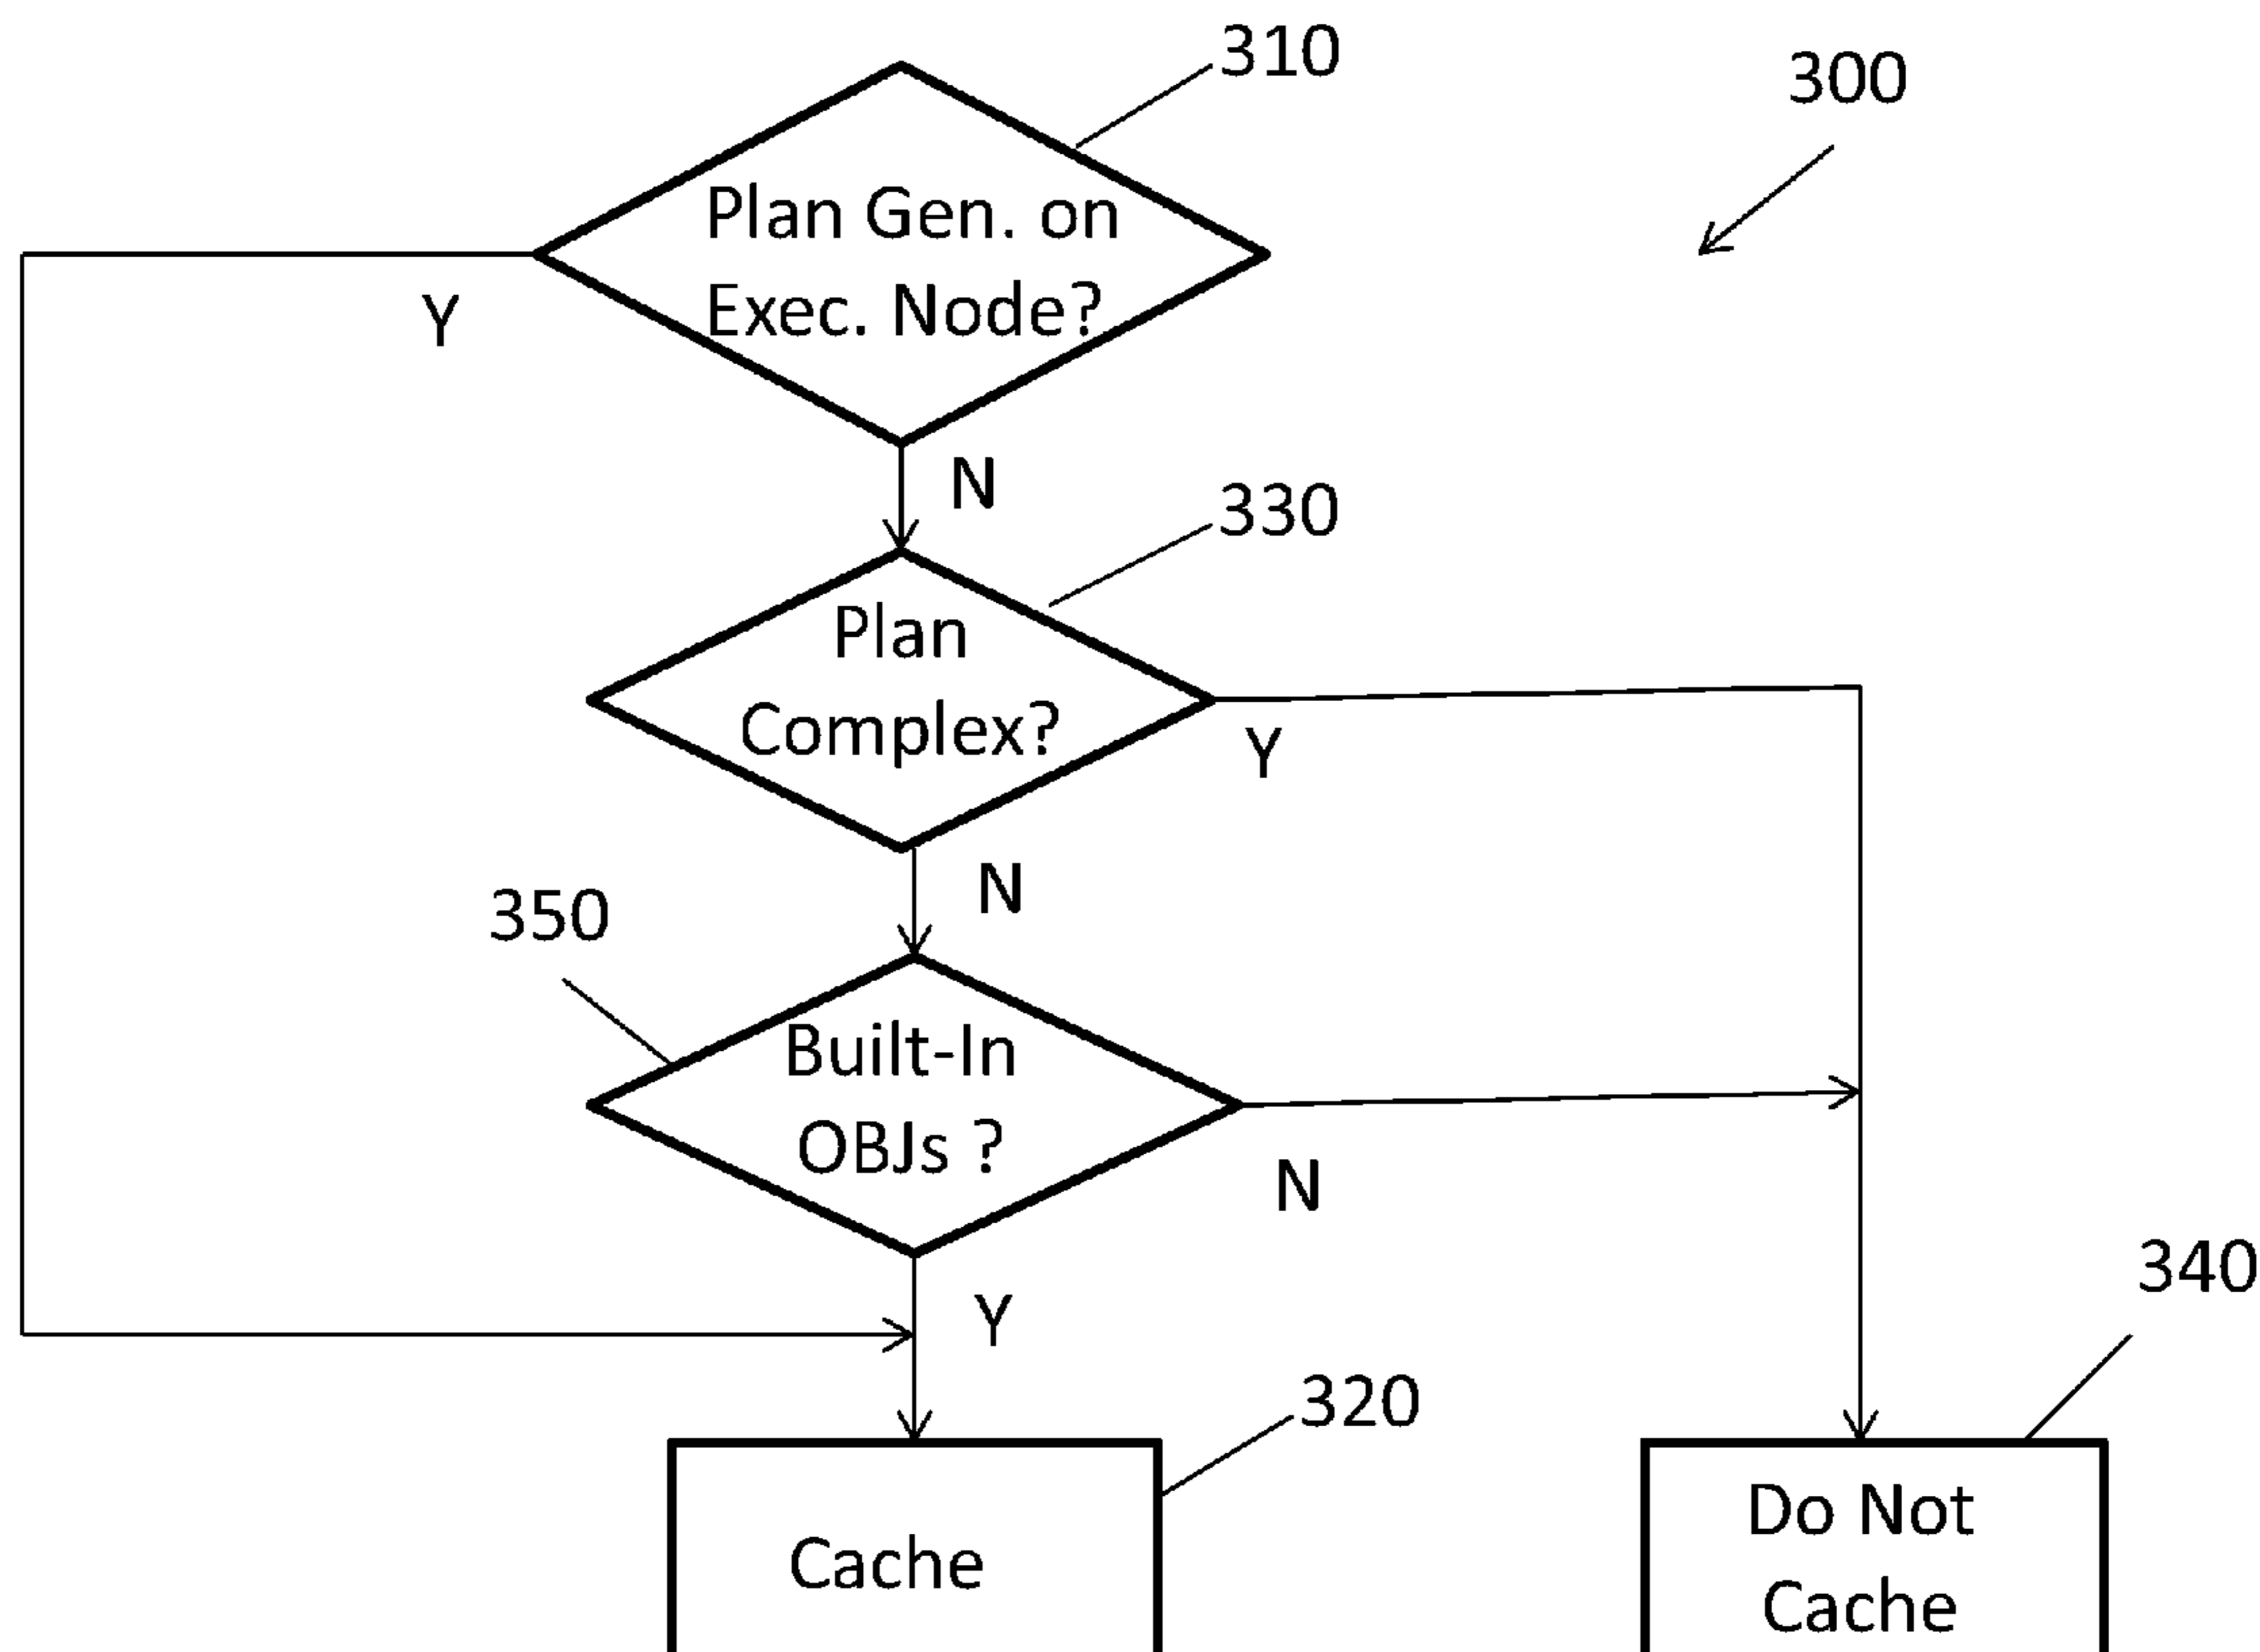 310
300
Plan Gen. on
Exec. Node?
Y
N
330
Plan
Complex?
Y
N
350
Built-In
OBJs ?
N
340
Y
320
Cache
Do Not
Cache